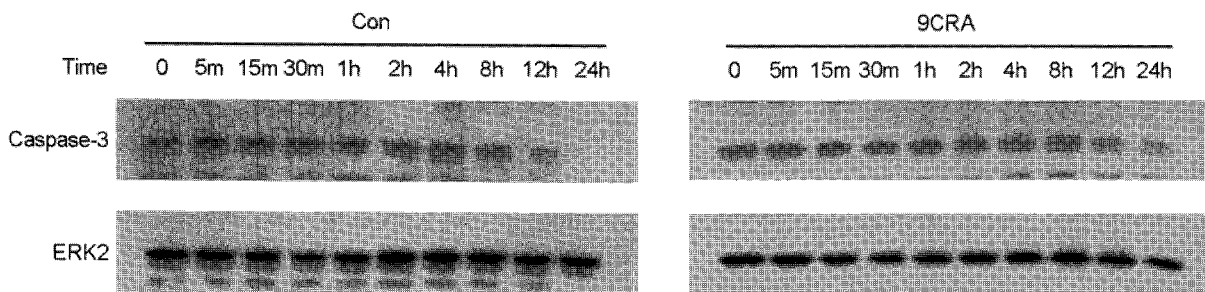 Con 9CRA
Time 0 5m 15m 30m 1h 2h 4h 8h 12h 24h 0 5m 15m 30m 1h 2h 4h 8h 12h 24h
Caspase-3
ERK2